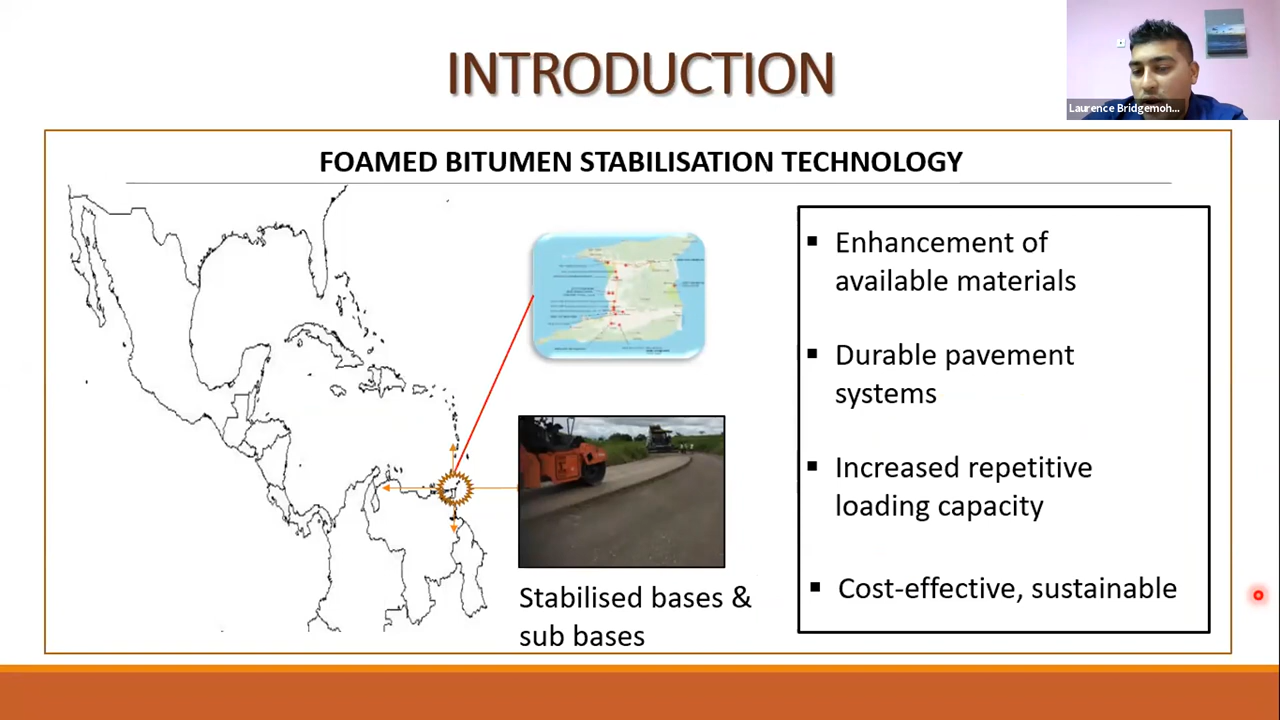 INTRODUCTION
Laurence Bridgemoh...
FOAMED BITUMEN STABILISATION TECHNOLOGY
▪ Enhancement of
available materials
▪ Durable pavement
systems
▪ Increased repetitive
loading capacity
▪ Cost-effective, sustainable
Stabilised bases &
sub bases